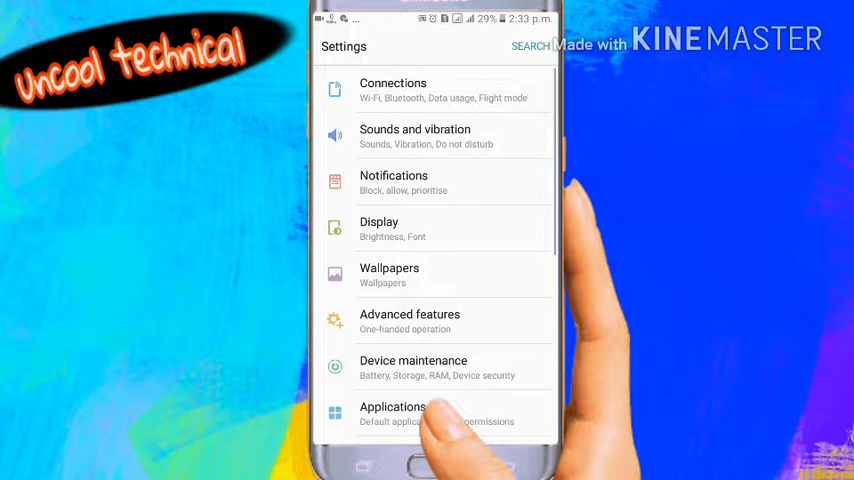 Uncool technical
29% 2:33 p.m.
Settings
SEARCH
Made with KINEMASTER
Connections
Wi-Fi, Bluetooth, Data usage, Flight mode
Sounds and vibration
Sounds, Vibration, Do not disturb
Notifications
Block, allow, prioritise
Display
Brightness, Font
Wallpapers
Wallpapers
Advanced features
One-handed operation
Device maintenance
Battery, Storage, RAM, Device security
Applications
Default permissions